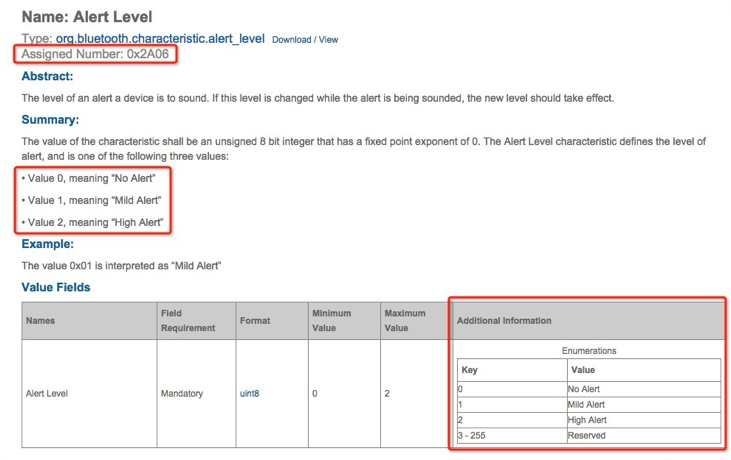 Name: Alert Level
Type: org.bluetooth.characteristic.alert_level Download / View
Assigned Number: 0x2A06
Abstract:
The level of an alert a device is to sound. If this level is changed while the alert is being sounded, the new level should take effect.
Summary:
The value of the characteristic shall be an unsigned 8 bit integer that has a fixed point exponent of 0. The Alert Level characteristic defines the level of
alert, and is one of the following three values:
• Value 0, meaning “No Alert”
• Value 1, meaning “Mild Alert”
• Value 2, meaning “High Alert”
Example:
The value 0x01 is interpreted as “Mild Alert”
Value Fields
Names Field Requirement Format Minimum Value Maximum Value Additional Information
Alert Level Mandatory uint8 0 2
Enumerations
Key Value
0 No Alert
1 Mild Alert
2 High Alert
3 - 255 Reserved